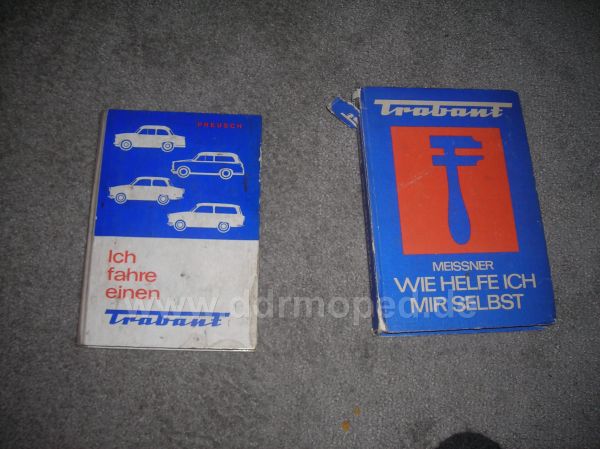 PREUSCH
Ich
fahre
einen
Trabant
Trabant
MEISSNER
WIE HELFE ICH
MIR SELBST
www.ddrmoped.de